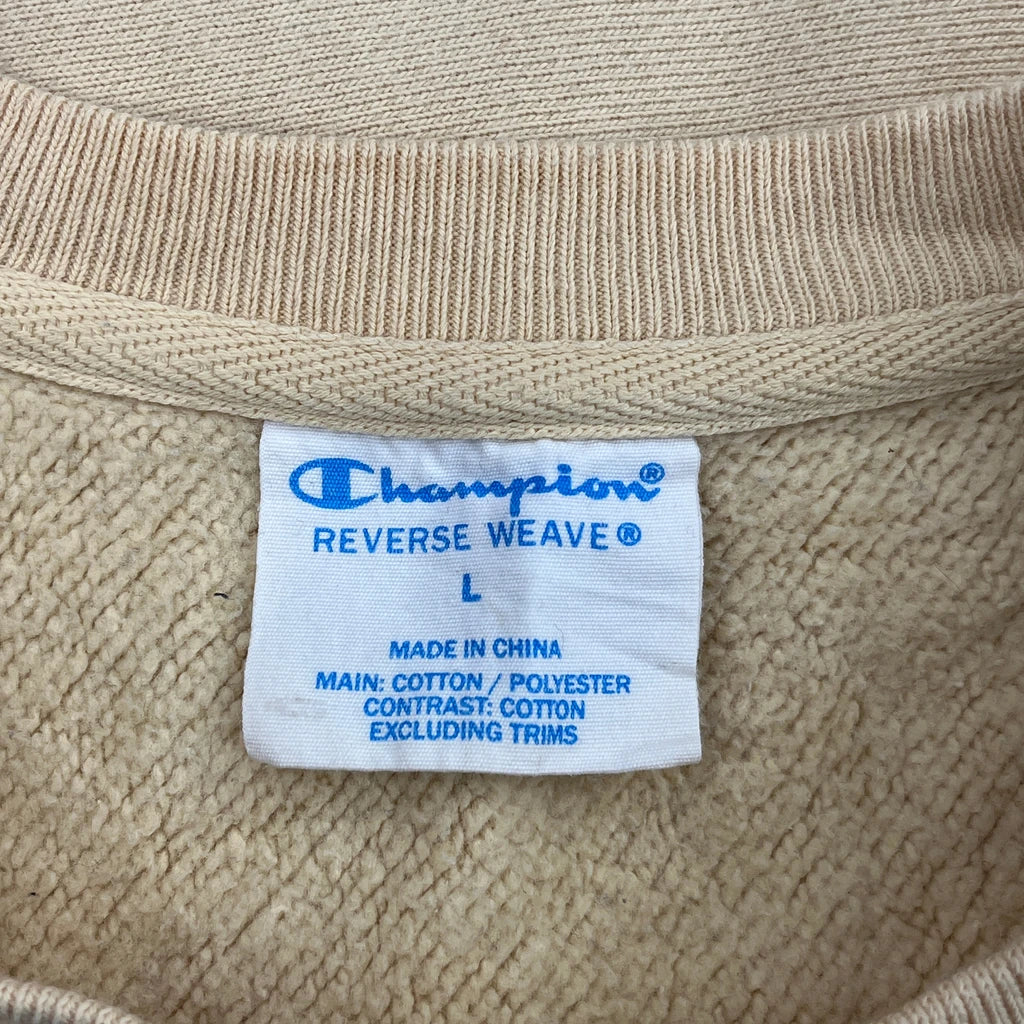 Champion®
REVERSE WEAVE®
L
MADE IN CHINA
MAIN: COTTON / POLYESTER
CONTRAST: COTTON
EXCLUDING TRIMS